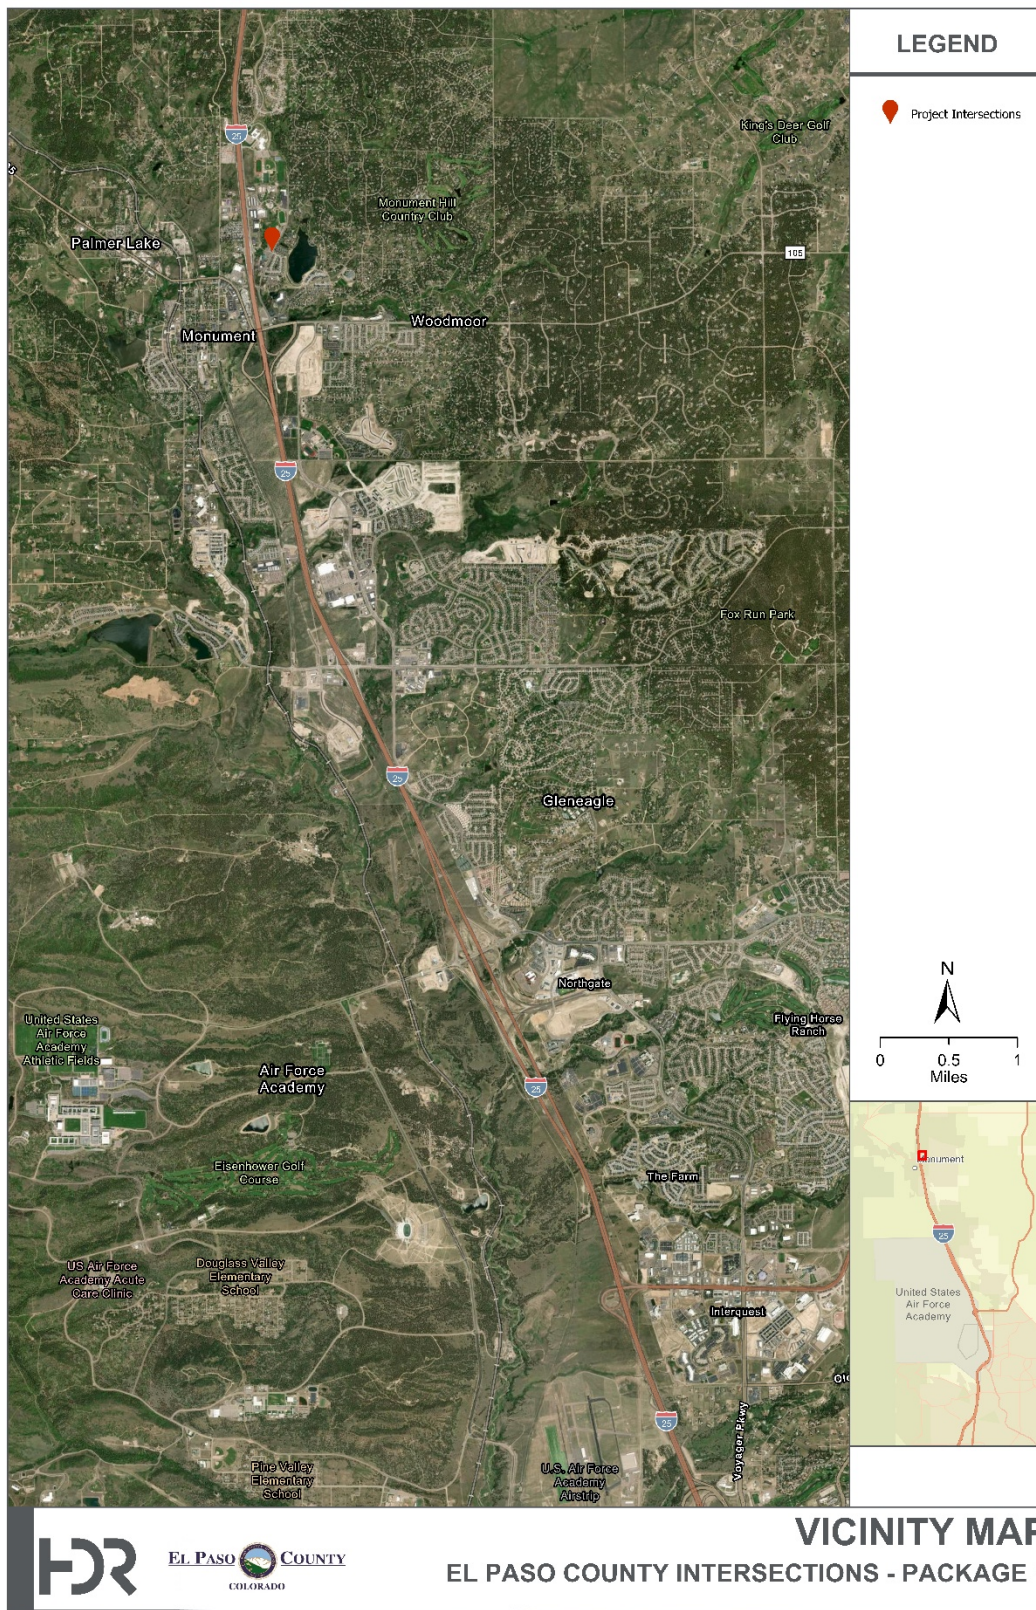 LEGEND
Project Intersections
25
King's Deer Golf
Club
Monument Hill
Country Club
Palmer Lake
105
Monument
Woodmoor
25
Fox Run Park
25
Gleneagle
Northgate
United States
Air Force
Academy
Athletic Fields
Flying Horse
Ranch
Air Force
Academy
25
Eisenhower Golf
Course
The Farm
US Air Force
Academy Acute
Care Clinic
Douglass Valley
Elementary
School
Interquest
25
Voyager Pkwy
Pine Valley
Elementary
School
U.S. Air Force
Academy
Airstrip
N
0 0.5 1
Miles
Monument
25
United States
Air Force
Academy
VICINITY MAP
EL PASO COUNTY INTERSECTIONS - PACKAGE
HDR
EL PASO COUNTY
COLORADO